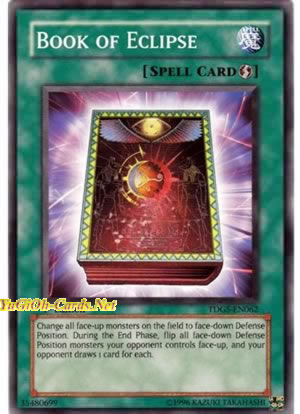 BOOK OF ECLIPSE
[SPELL CARD]
TDGS-EN062
YuGiOh-Cards.Net
Change all face-up monsters on the field to face-down Defense
Position. During the End Phase, flip all face-down Defense
Position monsters your opponent controls face-up, and your
opponent draws 1 card for each.
35480699
©1996 KAZUKI TAKAHASHI